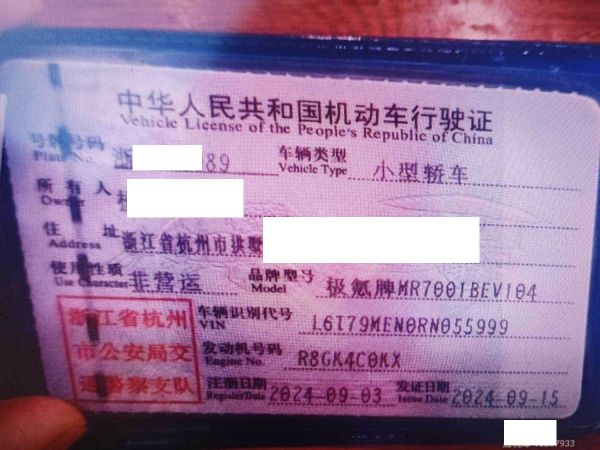 中华人民共和国机动车行驶证
Vehicle License of the People's Republic of China
号牌号码 浙 89 车辆类型 小型轿车
Plate No. Vehicle Type
所有人
Owner
住址 浙江省杭州市拱墅
Address
使用性质 非营运 品牌型号 极氪牌MR7001BEV104
Use Character Model
浙江省杭州市公安局交通警察支队
车辆识别代号 L6T79MEN0RN055999
VIN
发动机号码 R8GK4C0KX
Engine No.
注册日期 2024-09-03 发证日期 2024-09-15
Register Date Issue Date
7933